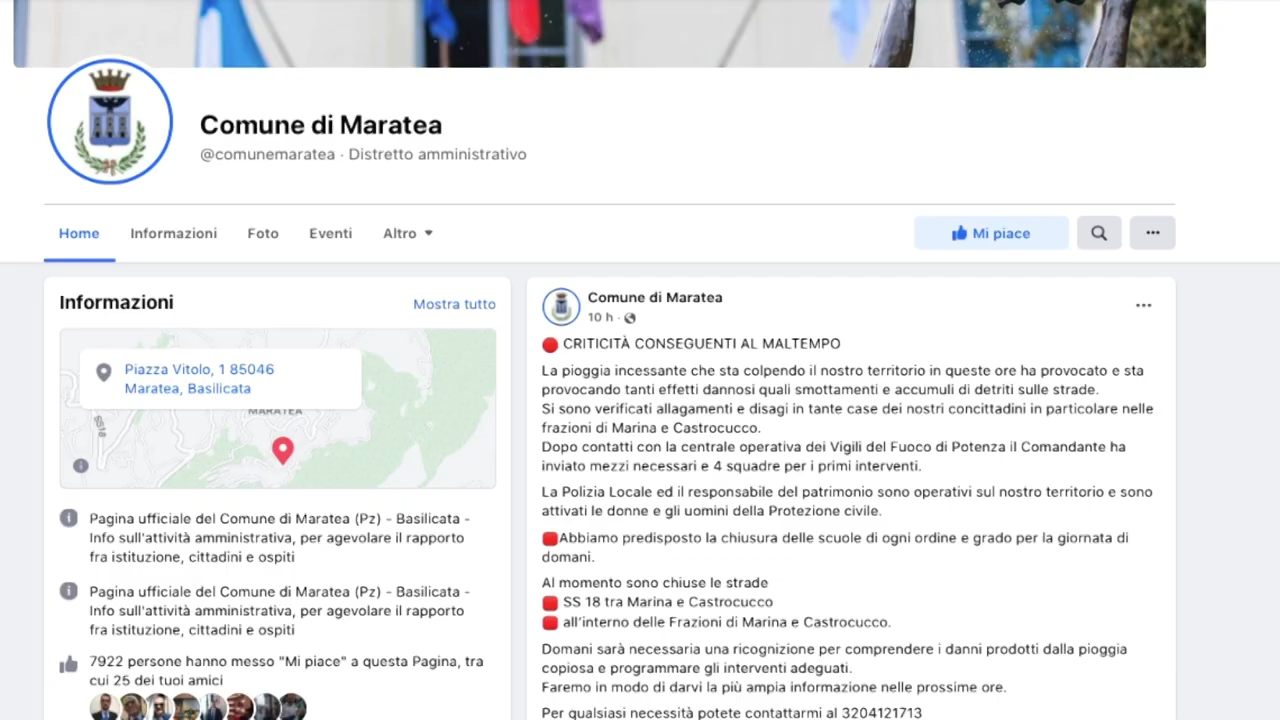 Comune di Maratea
@comunemaratea · Distretto amministrativo
Home
Informazioni
Foto
Eventi
Altro
Mi piace
Informazioni
Mostra tutto
Piazza Vitolo, 1 85046
Maratea, Basilicata
MARATEA
SS18
Pagina ufficiale del Comune di Maratea (Pz) - Basilicata -
Info sull'attività amministrativa, per agevolare il rapporto
fra istituzione, cittadini e ospiti
Pagina ufficiale del Comune di Maratea (Pz) - Basilicata -
Info sull'attività amministrativa, per agevolare il rapporto
fra istituzione, cittadini e ospiti
7922 persone hanno messo "Mi piace" a questa Pagina, tra
cui 25 dei tuoi amici
Comune di Maratea
10 h ·
CRITICITÀ CONSEGUENTI AL MALTEMPO
La pioggia incessante che sta colpendo il nostro territorio in queste ore ha provocato e sta
provocando tanti effetti dannosi quali smottamenti e accumuli di detriti sulle strade.
Si sono verificati allagamenti e disagi in tante case dei nostri concittadini in particolare nelle
frazioni di Marina e Castrocucco.
Dopo contatti con la centrale operativa dei Vigili del Fuoco di Potenza il Comandante ha
inviato mezzi necessari e 4 squadre per i primi interventi.
La Polizia Locale ed il responsabile del patrimonio sono operativi sul nostro territorio e sono
attivati le donne e gli uomini della Protezione civile.
Abbiamo predisposto la chiusura delle scuole di ogni ordine e grado per la giornata di
domani.
Al momento sono chiuse le strade
SS 18 tra Marina e Castrocucco
all'interno delle Frazioni di Marina e Castrocucco.
Domani sarà necessaria una ricognizione per comprendere i danni prodotti dalla pioggia
copiosa e programmare gli interventi adeguati.
Faremo in modo di darvi la più ampia informazione nelle prossime ore.
Per qualsiasi necessità potete contattarmi al 3204121713